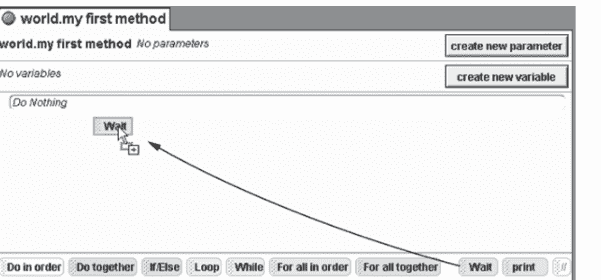 world.my first method
world.my first method No parameters
create new parameter
No variables
create new variable
(Do Nothing
Wait
Do in order Do together If/Else Loop While For all in order For all together Wait print //